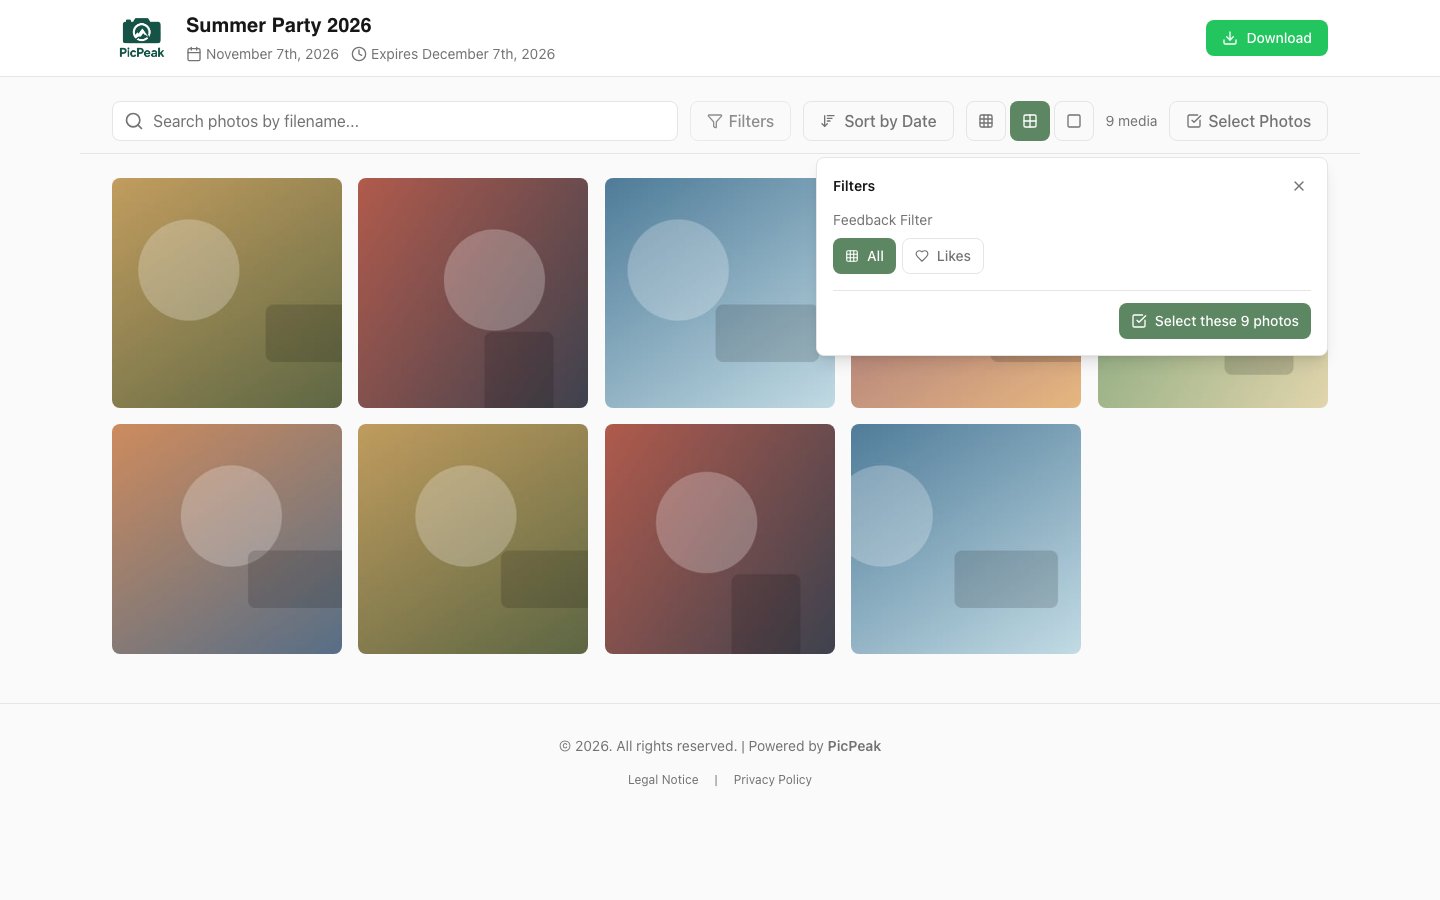 PicPeak
Summer Party 2026
November 7th, 2026 Expires December 7th, 2026
Download
Search photos by filename...
Filters
Sort by Date
9 media
Select Photos
Filters
Feedback Filter
All
Likes
Select these 9 photos
© 2026. All rights reserved. | Powered by PicPeak
Legal Notice | Privacy Policy